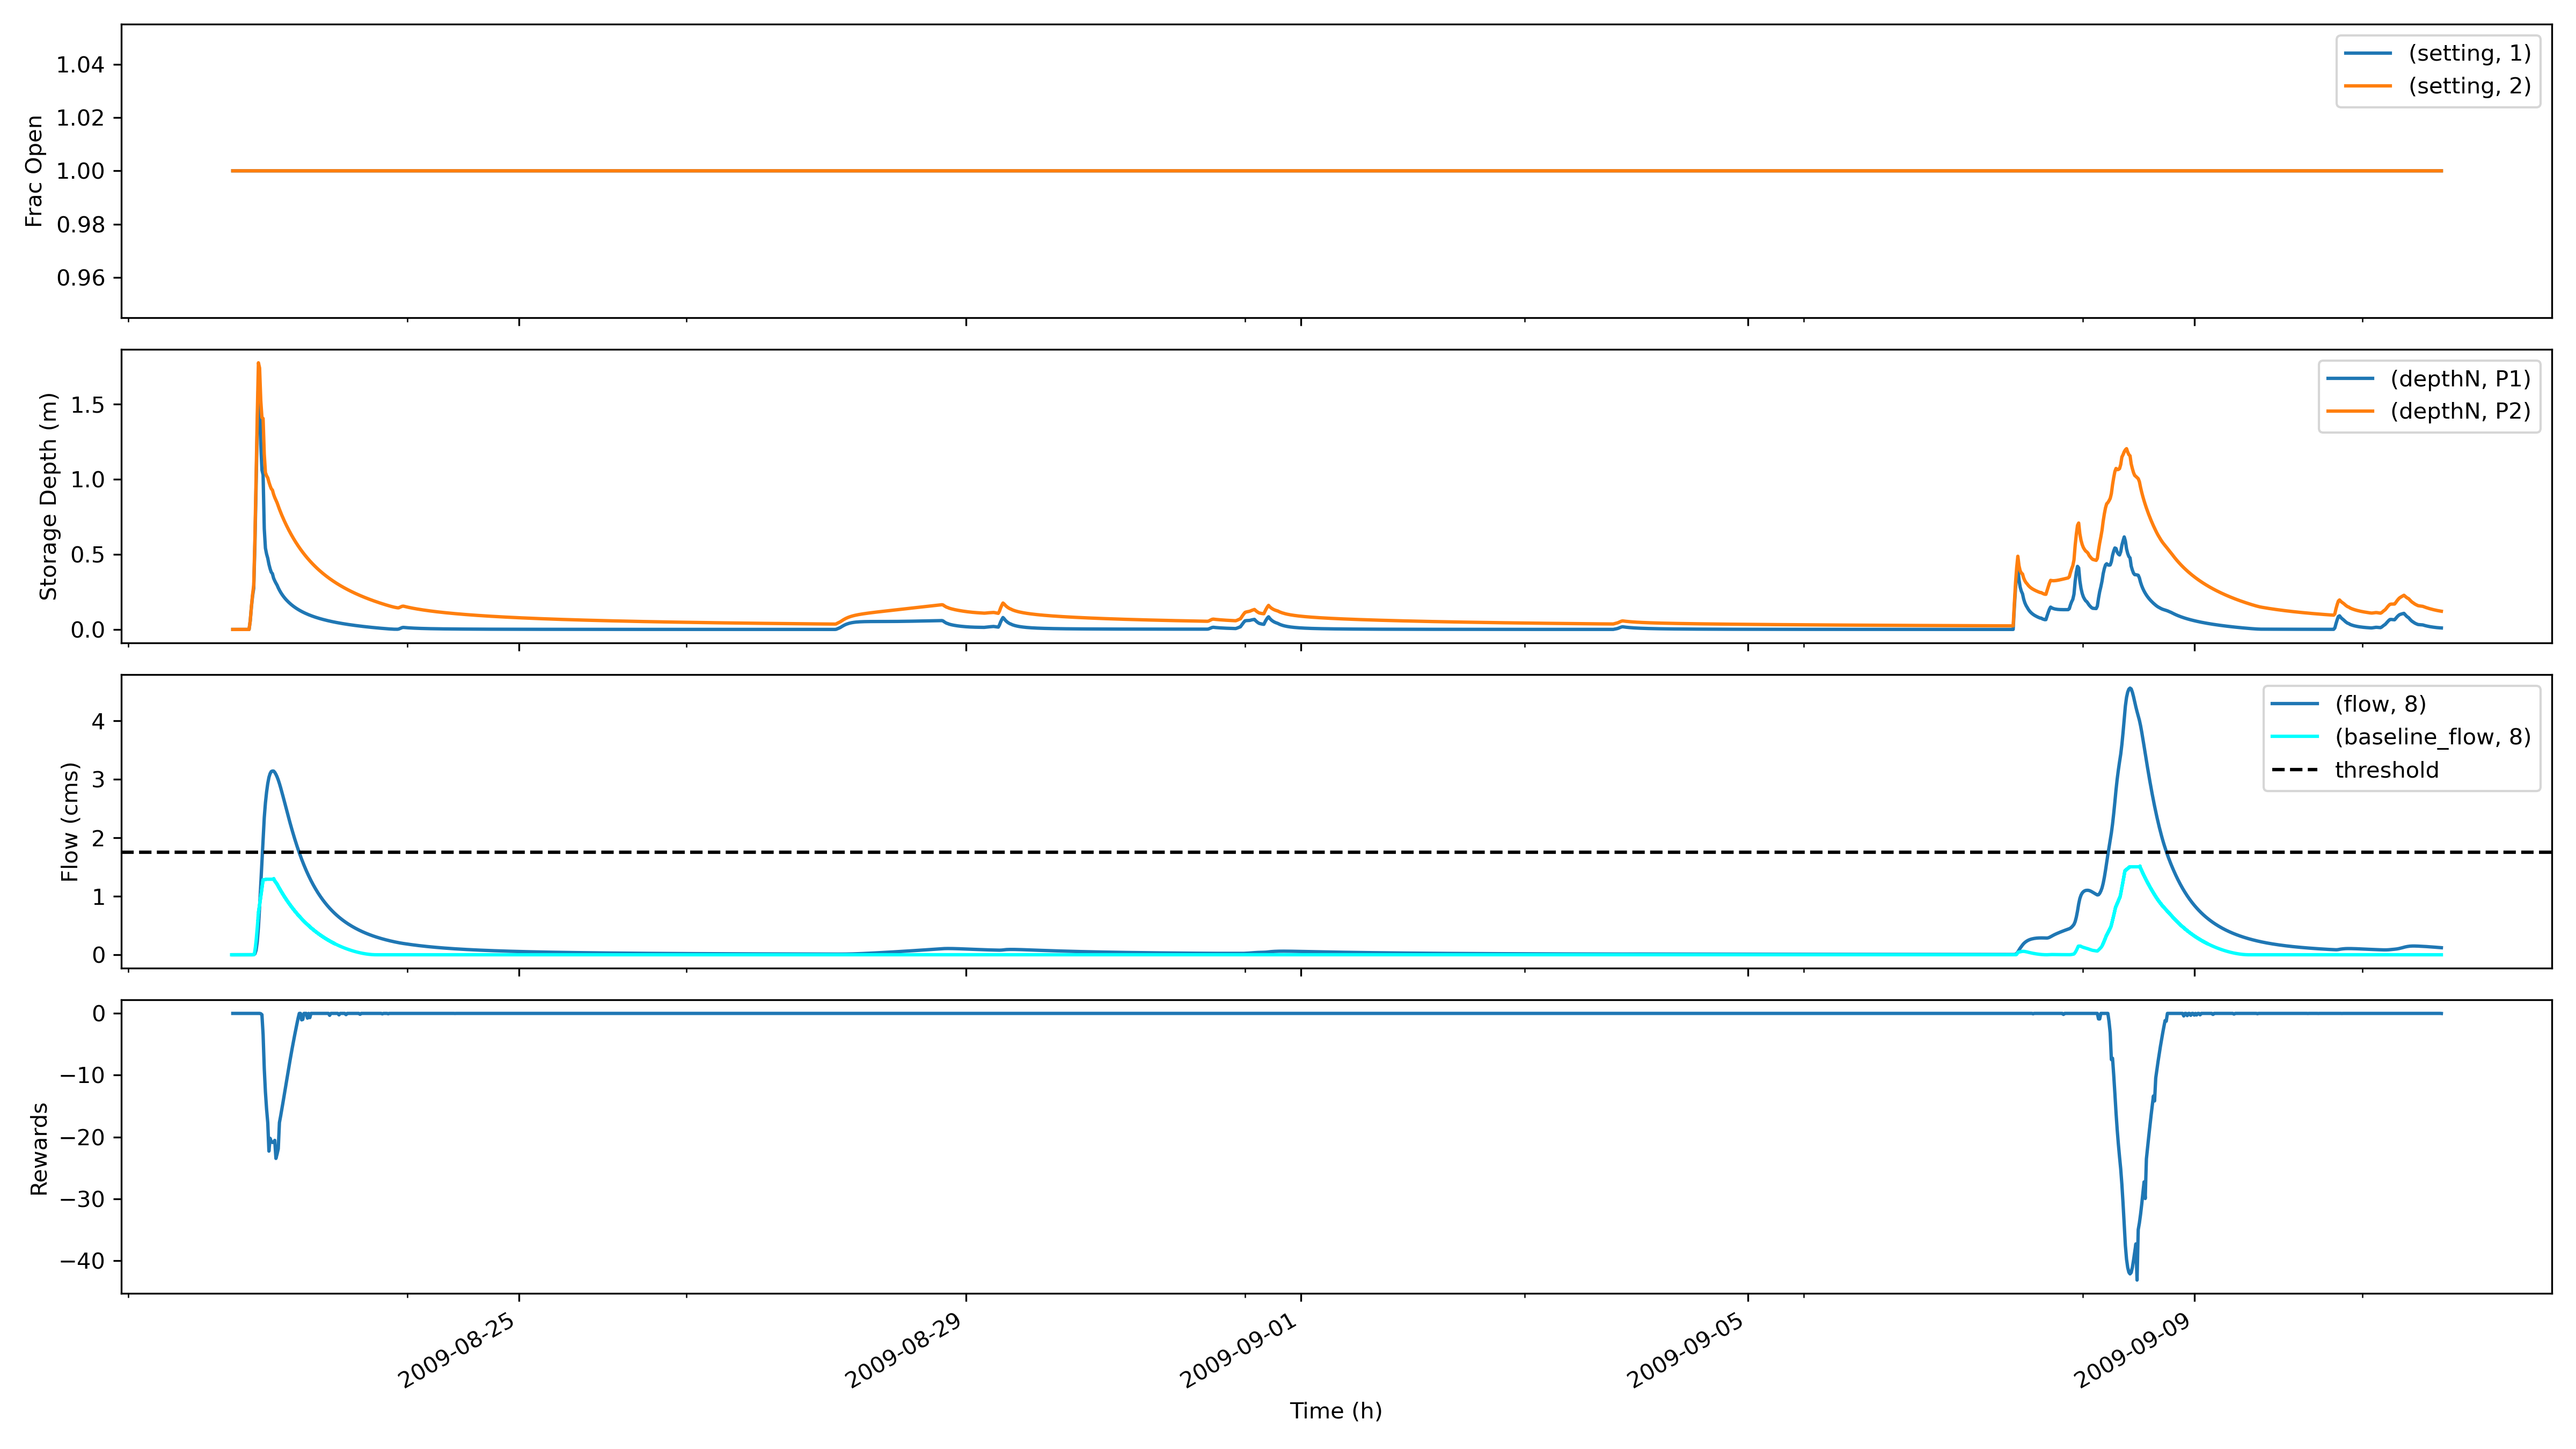 1.04
1.02
1.00
0.98
0.96
Frac Open
(setting, 1)
(setting, 2)
1.5
1.0
0.5
0.0
Storage Depth (m)
(depthN, P1)
(depthN, P2)
4
3
2
1
0
Flow (cms)
(flow, 8)
(baseline_flow, 8)
threshold
0
−10
−20
−30
−40
Rewards
2009-08-25
2009-08-29
2009-09-01
2009-09-05
2009-09-09
Time (h)